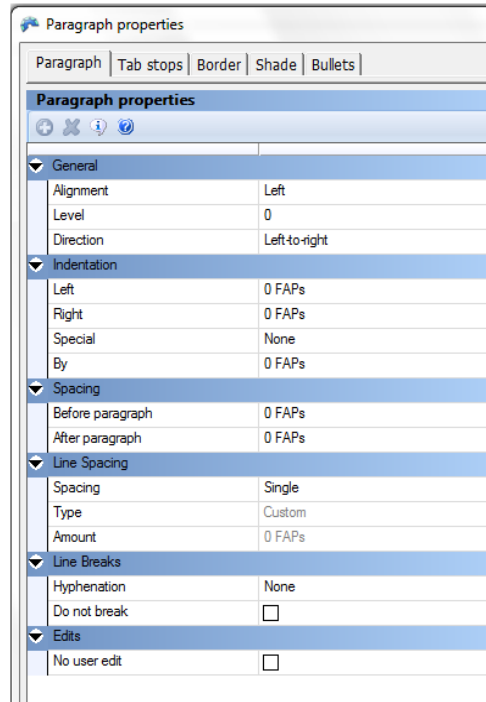 Paragraph properties
Paragraph Tab stops Border Shade Bullets
Paragraph properties
General
Alignment Left
Level 0
Direction Left-to-right
Indentation
Left 0 FAPs
Right 0 FAPs
Special None
By 0 FAPs
Spacing
Before paragraph 0 FAPs
After paragraph 0 FAPs
Line Spacing
Spacing Single
Type Custom
Amount 0 FAPs
Line Breaks
Hyphenation None
Do not break
Edits
No user edit